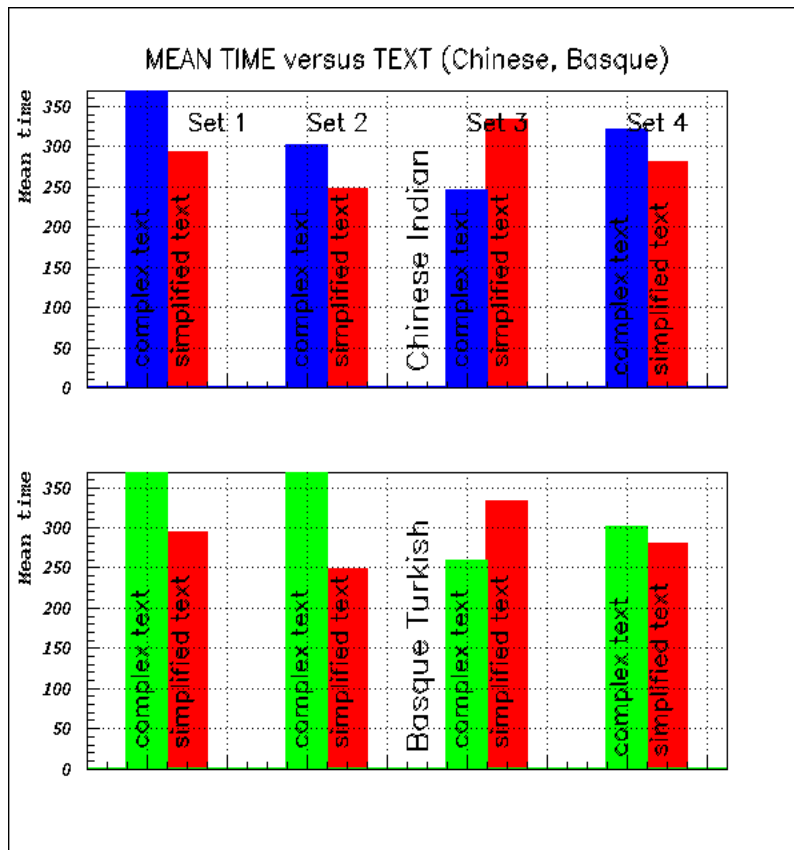 MEAN TIME versus TEXT (Chinese, Basque)
Mean time
350
300
250
200
150
100
50
0
Set 1
Set 2
Set 3
Set 4
complex text
simplified text
complex text
simplified text
Chinese Indian
complex text
simplified text
complex text
simplified text
Mean time
350
300
250
200
150
100
50
0
complex text
simplified text
complex text
simplified text
Basque Turkish
complex text
simplified text
complex text
simplified text